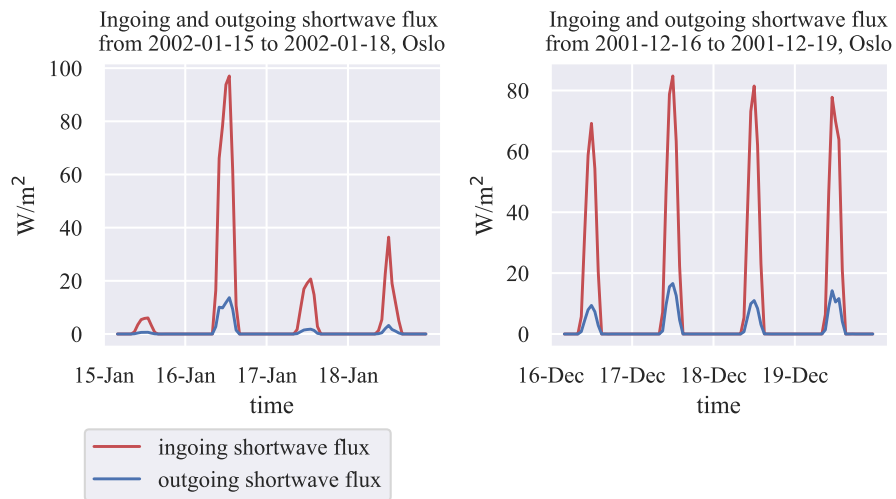 Ingoing and outgoing shortwave flux
from 2002-01-15 to 2002-01-18, Oslo
100
80
60
40
20
0
W/m²
15-Jan 16-Jan 17-Jan 18-Jan
time
Ingoing and outgoing shortwave flux
from 2001-12-16 to 2001-12-19, Oslo
80
60
40
20
0
W/m²
16-Dec 17-Dec 18-Dec 19-Dec
time
ingoing shortwave flux
outgoing shortwave flux